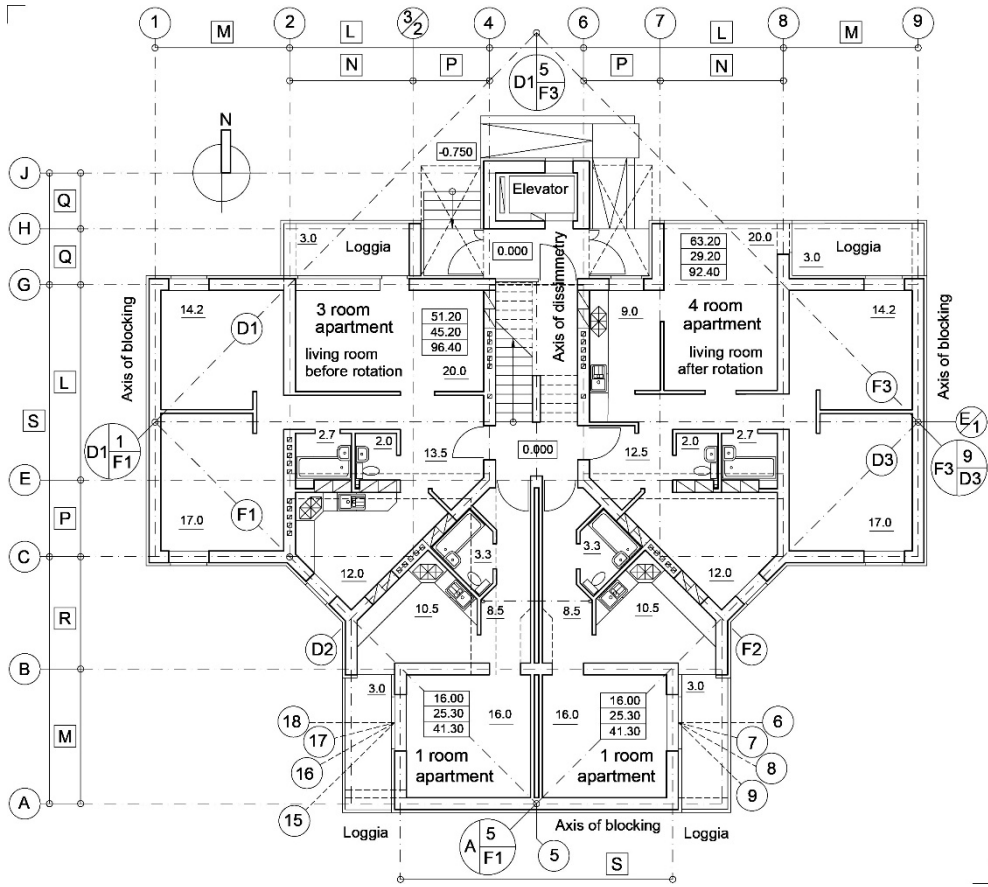 1
2
3/2
4
6
7
8
9
M
L
L
M
N
P
P
N
D1 5 F3
N
-0.750
J
Q
Elevator
H
3.0
Loggia
0.000
63.20
29.20
92.40
20.0
Loggia
3.0
Q
G
Axis of blocking
14.2
D1
3 room
apartment
51.20
45.20
96.40
living room
before rotation
20.0
Axis of dissimmetry
9.0
4 room
apartment
living room
after rotation
14.2
F3
Axis of blocking
L
S
D1 1 F1
2.7
2.0
13.5
0.000
12.5
2.0
2.7
D3
E/1
F3 9 D3
E
P
17.0
F1
3.3
3.3
17.0
C
12.0
12.0
R
10.5
8.5
8.5
10.5
D2
F2
B
3.0
16.00
25.30
41.30
16.0
16.0
16.00
25.30
41.30
3.0
M
18
17
16
15
1 room
apartment
1 room
apartment
6
7
8
9
A
Loggia
A 5 F1
5
Axis of blocking
Loggia
S